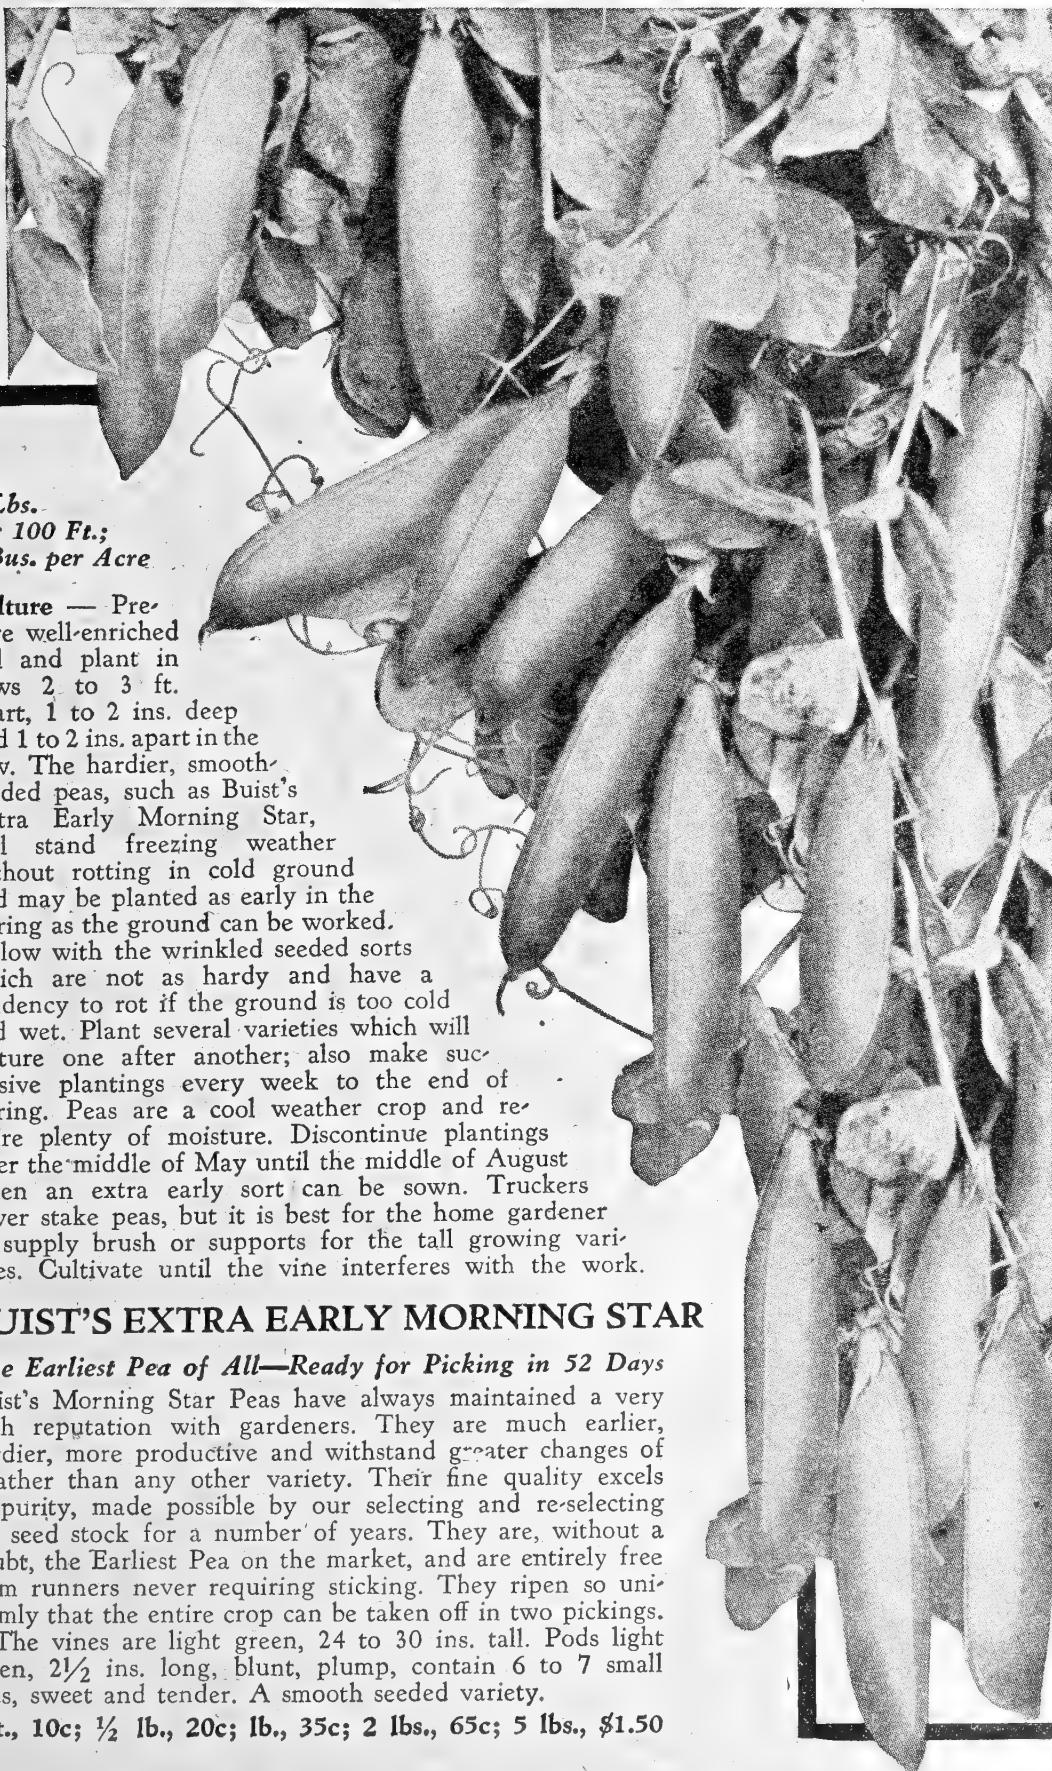 Lbs.
100 Ft.;
Bus. per Acre
lture — Pre-
re well-enriched
l and plant in
ws 2 to 3 ft.
art, 1 to 2 ins. deep
d 1 to 2 ins. apart in the
w. The hardier, smooth-
ded peas, such as Buist's
tra Early Morning Star,
l stand freezing weather
thout rotting in cold ground
d may be planted as early in the
ring as the ground can be worked.
low with the wrinkled seeded sorts
ich are not as hardy and have a
dency to rot if the ground is too cold
d wet. Plant several varieties which will
ture one after another; also make suc-
sive plantings every week to the end of
ring. Peas are a cool weather crop and re-
re plenty of moisture. Discontinue plantings
er the middle of May until the middle of August
en an extra early sort can be sown. Truckers
ver stake peas, but it is best for the home gardener
supply brush or supports for the tall growing vari-
es. Cultivate until the vine interferes with the work.
UIST'S EXTRA EARLY MORNING STAR
e Earliest Pea of All—Ready for Picking in 52 Days
ist's Morning Star Peas have always maintained a very
h reputation with gardeners. They are much earlier,
dier, more productive and withstand greater changes of
ather than any other variety. Their fine quality excels
purity, made possible by our selecting and re-selecting
seed stock for a number of years. They are, without a
ubt, the Earliest Pea on the market, and are entirely free
m runners never requiring sticking. They ripen so uni-
mly that the entire crop can be taken off in two pickings.
The vines are light green, 24 to 30 ins. tall. Pods light
en, 2½ ins. long, blunt, plump, contain 6 to 7 small
s, sweet and tender. A smooth seeded variety.
t., 10c; ½ lb., 20c; lb., 35c; 2 lbs., 65c; 5 lbs., $1.50